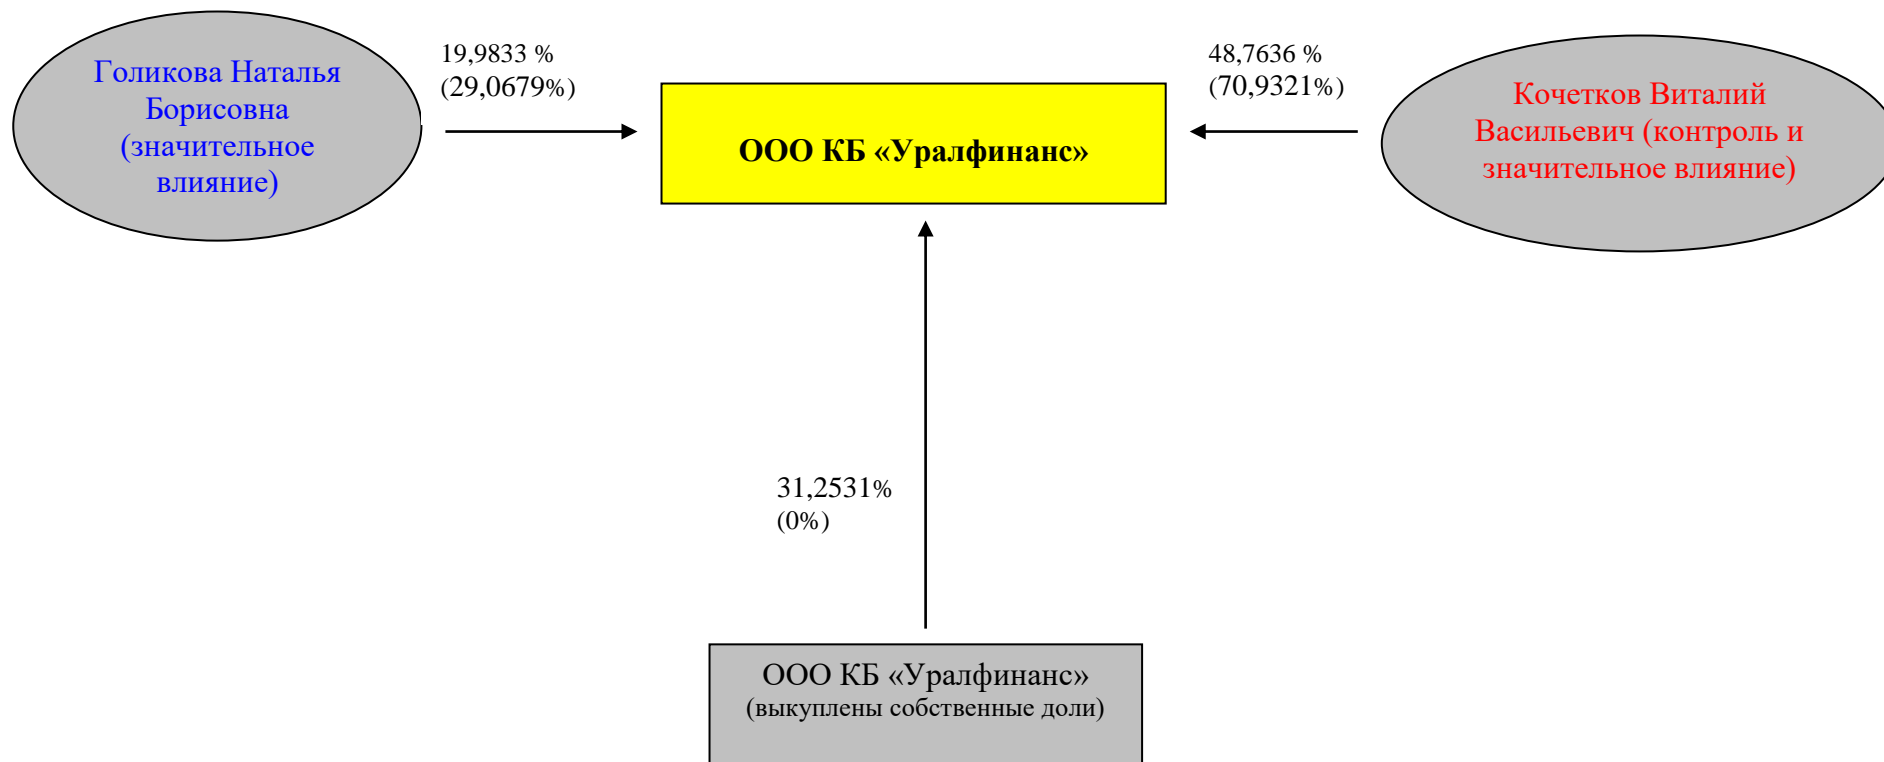 Голикова Наталья
Борисовна
(значительное
влияние)
19,9833 %
(29,0679%)
ООО КБ «Уралфинанс»
48,7636 %
(70,9321%)
Кочетков Виталий
Васильевич (контроль и
значительное влияние)
31,2531%
(0%)
ООО КБ «Уралфинанс»
(выкуплены собственные доли)